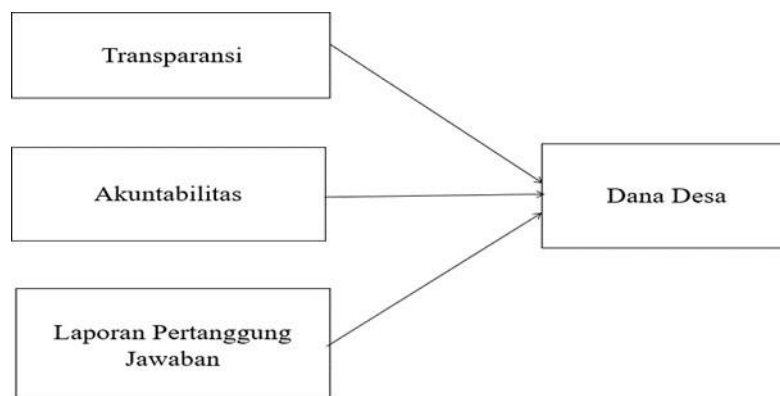 Transparansi
Akuntabilitas
Dana Desa
Laporan Pertanggung
Jawaban